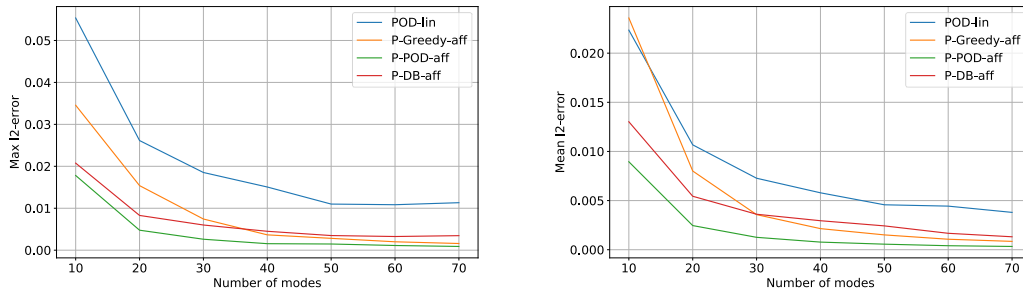 POD-lin
P-Greedy-aff
P-POD-aff
P-DB-aff
0.05
0.04
0.03
0.02
0.01
0.00
Max l2-error
10 20 30 40 50 60 70
Number of modes
POD-lin
P-Greedy-aff
P-POD-aff
P-DB-aff
0.020
0.015
0.010
0.005
0.000
Mean l2-error
10 20 30 40 50 60 70
Number of modes